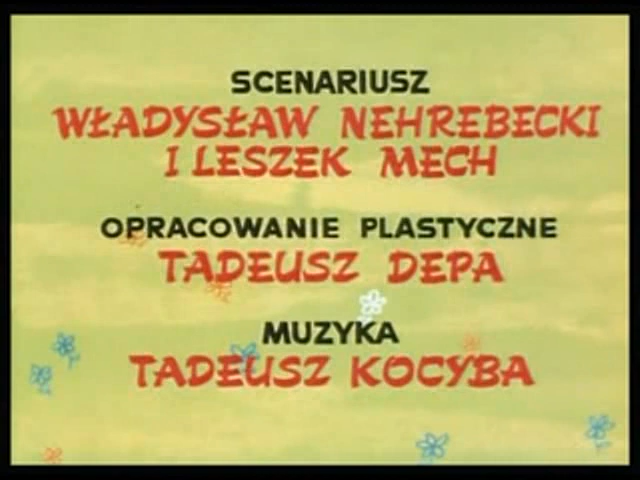 SCENARIUSZ
WŁADYSŁAW NEHREBECKI
I LESZEK MECH
OPRACOWANIE PLASTYCZNE
TADEUSZ DEPA
MUZYKA
TADEUSZ KOCYBA